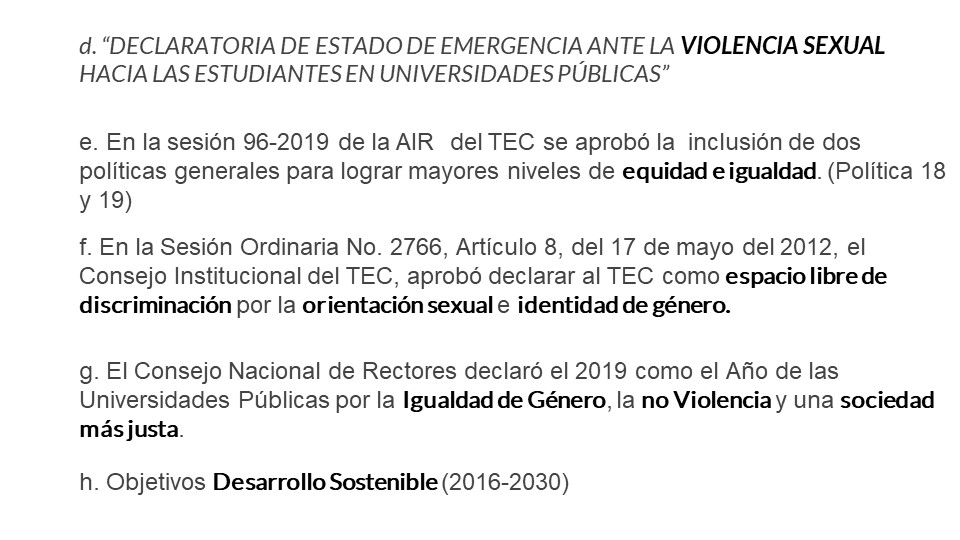 d. “DECLARATORIA DE ESTADO DE EMERGENCIA ANTE LA VIOLENCIA SEXUAL
HACIA LAS ESTUDIANTES EN UNIVERSIDADES PÚBLICAS”
e. En la sesión 96-2019 de la AIR del TEC se aprobó la inclusión de dos
políticas generales para lograr mayores niveles de equidad e igualdad. (Política 18
y 19)
f. En la Sesión Ordinaria No. 2766, Artículo 8, del 17 de mayo del 2012, el
Consejo Institucional del TEC, aprobó declarar al TEC como espacio libre de
discriminación por la orientación sexual e identidad de género.
g. El Consejo Nacional de Rectores declaró el 2019 como el Año de las
Universidades Públicas por la Igualdad de Género, la no Violencia y una sociedad
más justa.
h. Objetivos Desarrollo Sostenible (2016-2030)